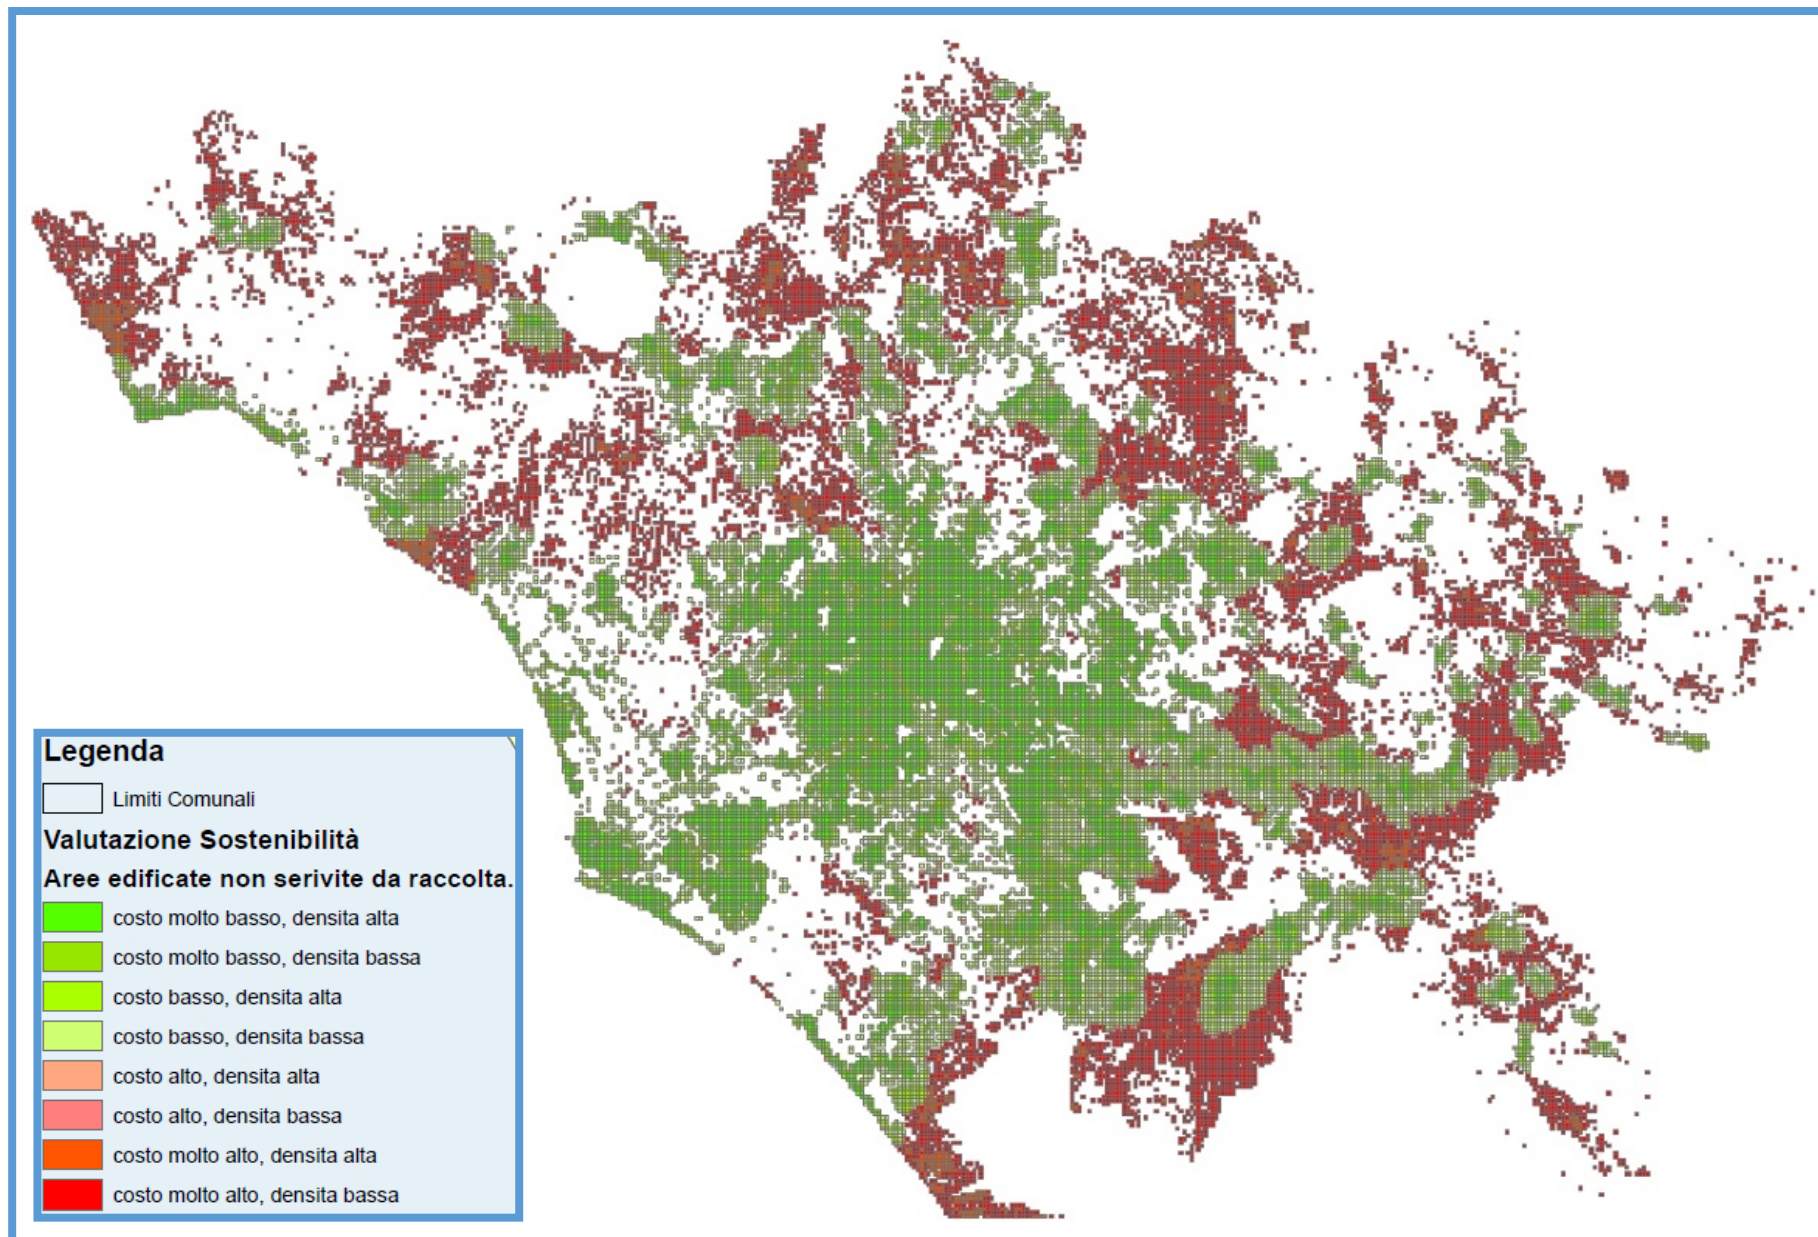 Legenda
Limiti Comunali
Valutazione Sostenibilità
Aree edificate non serivite da raccolta.
costo molto basso, densita alta
costo molto basso, densita bassa
costo basso, densita alta
costo basso, densita bassa
costo alto, densita alta
costo alto, densita bassa
costo molto alto, densita alta
costo molto alto, densita bassa